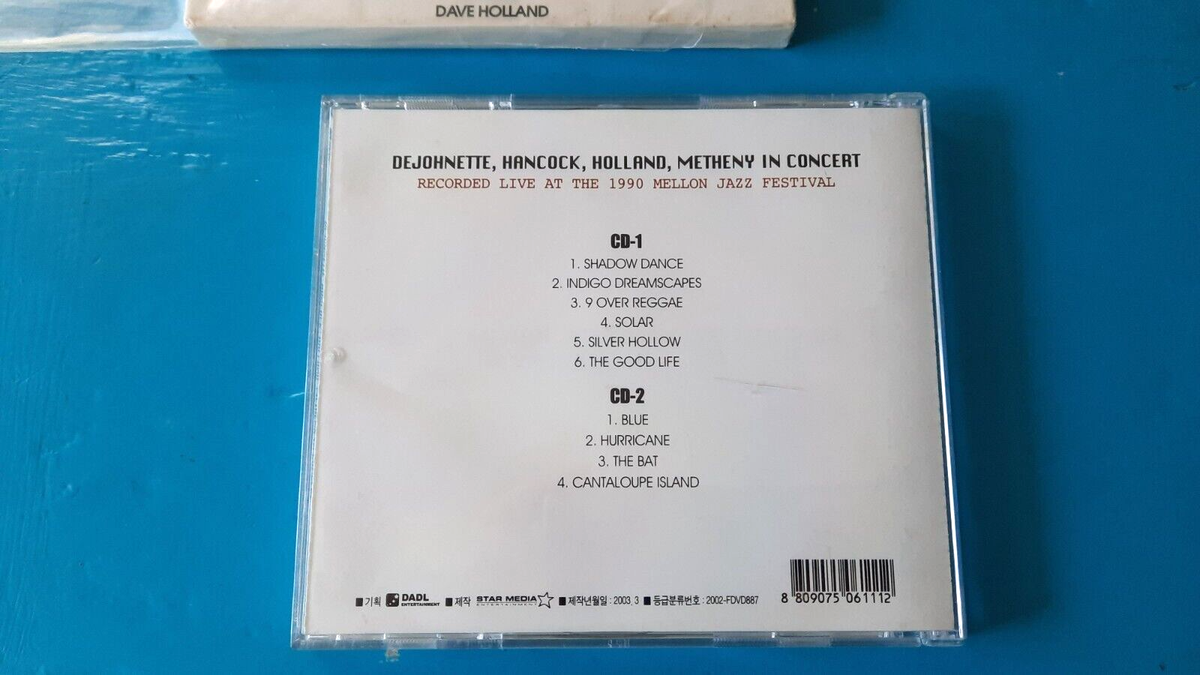 DAVE HOLLAND
DEJOHNETTE, HANCOCK, HOLLAND, METHENY IN CONCERT
RECORDED LIVE AT THE 1990 MELLON JAZZ FESTIVAL
CD-1
1. SHADOW DANCE
2. INDIGO DREAMSCAPES
3. 9 OVER REGGAE
4. SOLAR
5. SILVER HOLLOW
6. THE GOOD LIFE
CD-2
1. BLUE
2. HURRICANE
3. THE BAT
4. CANTALOUPE ISLAND
■기획 DADL ENTERTAINMENT ■제작 STAR MEDIA ENTERTAINMENT ■제작년월일 : 2003, 3 ■등급분류번호 : 2002-FDVD887
8 809075 061112